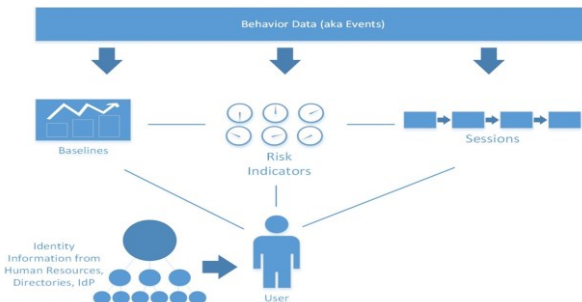 Behavior Data (aka Events)
Baselines
Risk
Indicators
Sessions
Identity
Information from
Human Resources,
Directories, IdP
User